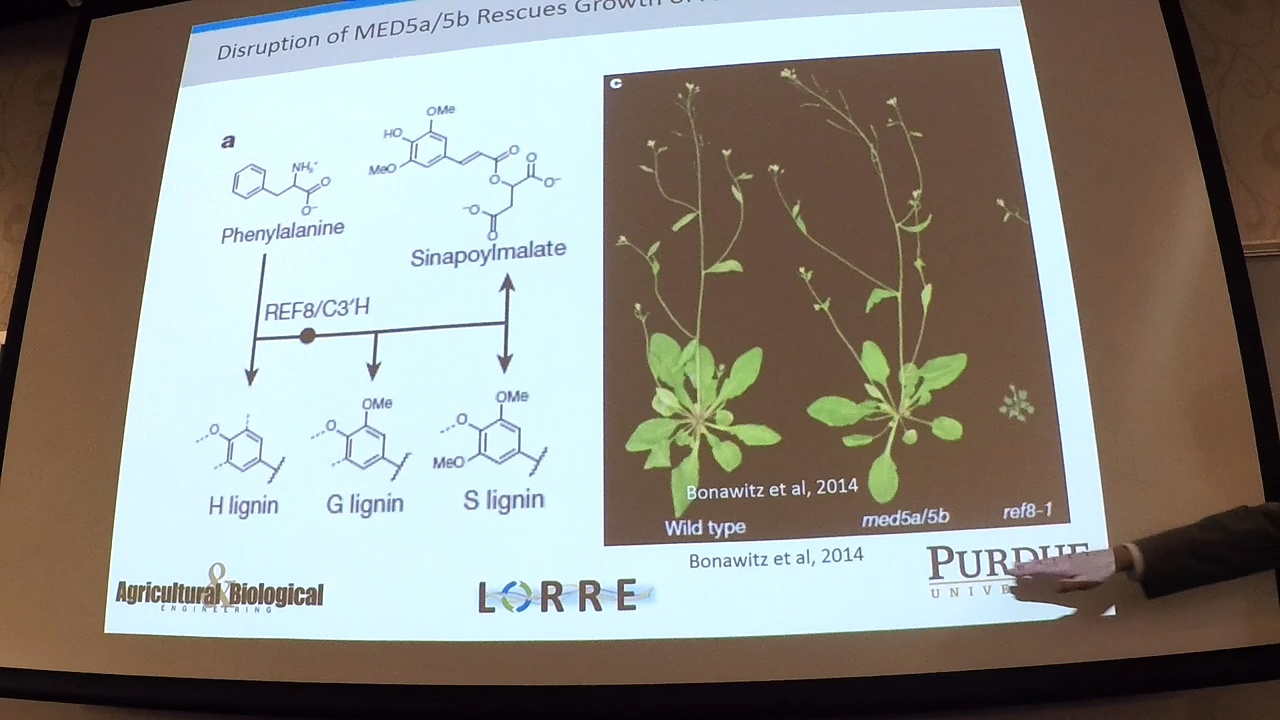 Disruption of MED5a/5b Rescues Growth
a
OMe
HO
MeO
NH₃⁺
O
O⁻
O
O
O
O⁻
⁻O
O
Phenylalanine
Sinapoylmalate
REF8/C3'H
O
OMe
O
OMe
O
MeO
H lignin
G lignin
S lignin
c
Bonawitz et al, 2014
Wild type
med5a/5b
ref8-1
Bonawitz et al, 2014
Agricultural & Biological
ENGINEERING
LORRE
PURDUE
UNIVE